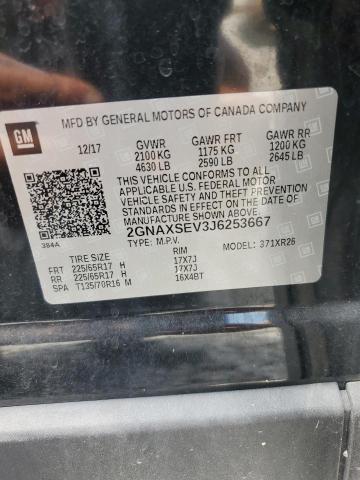 MFD BY GENERAL MOTORS OF CANADA COMPANY
GM
12/17 GVWR GAWR FRT GAWR RR
2100 KG 1175 KG 1200 KG
4630 LB 2590 LB 2645 LB
THIS VEHICLE CONFORMS TO ALL
APPLICABLE U.S. FEDERAL MOTOR
VEHICLE SAFETY, BUMPER, AND THEFT
PREVENTION STANDARDS IN EFFECT ON
THE DATE OF MANUFACTURE SHOWN ABOVE.
2GNAXSEV3J6253667
384A TYPE: M.P.V. MODEL: 371XR26
TIRE SIZE RIM
FRT 225/65R17 H 17X7J
RR 225/65R17 H 17X7J
SPA T135/70R16 M 16X4BT